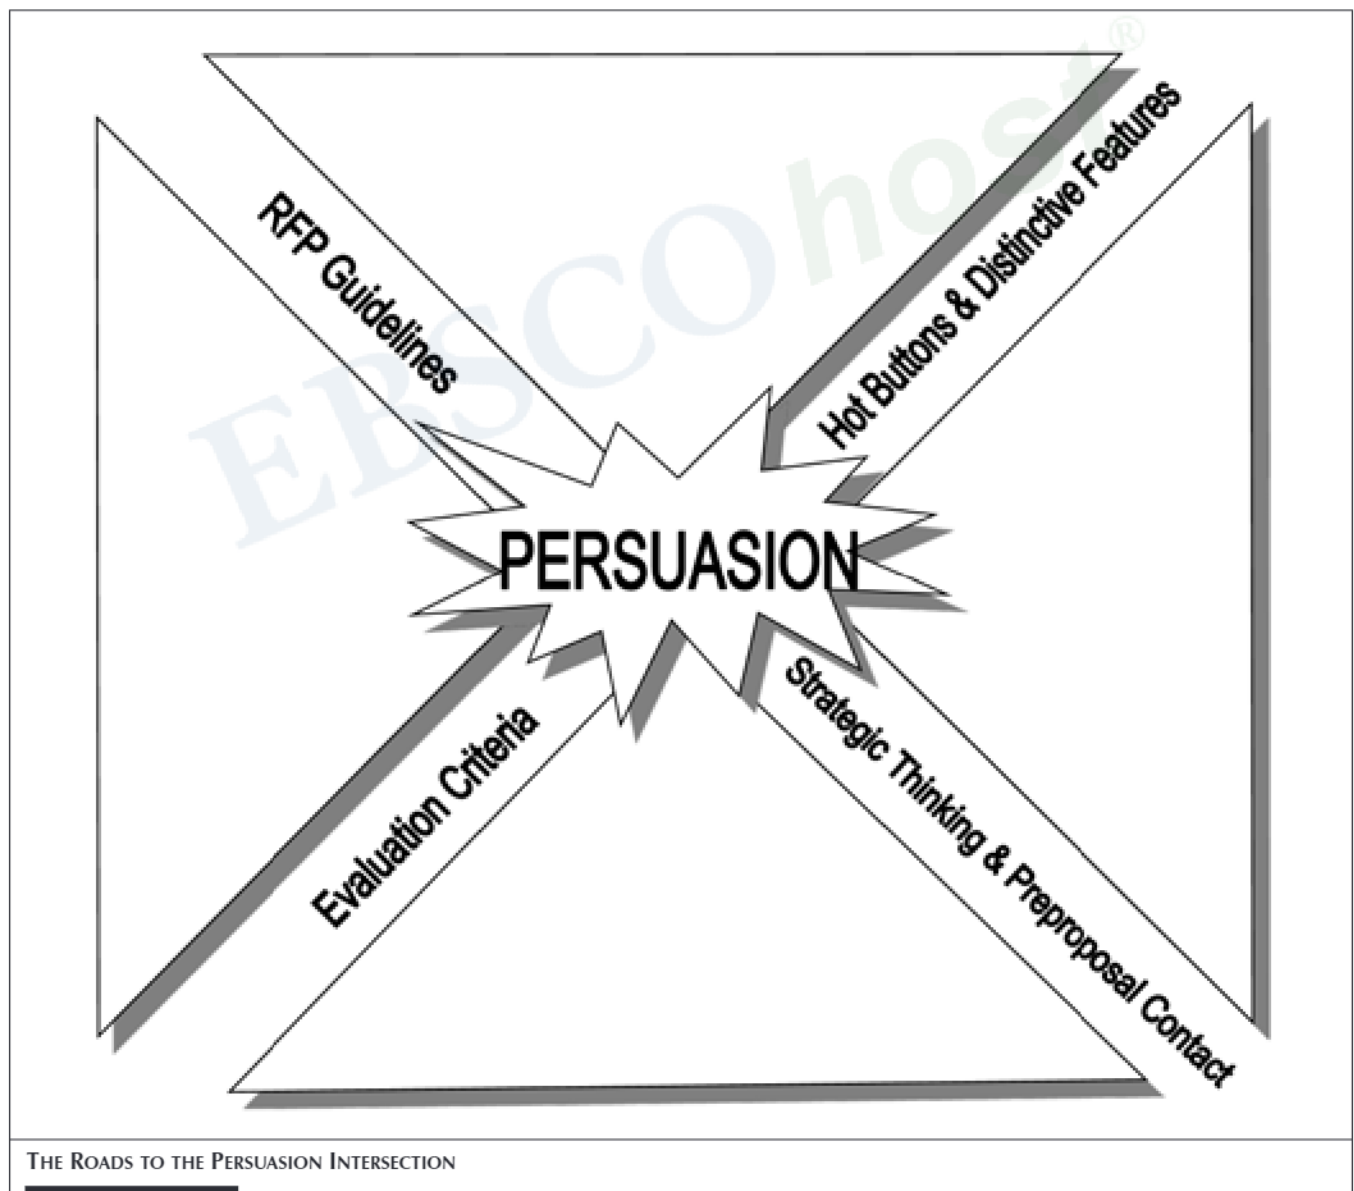 EBSCOhost®
RFP Guidelines
Hot Buttons & Distinctive Features
PERSUASION
Evaluation Criteria
Strategic Thinking & Preproposal Contact
THE ROADS TO THE PERSUASION INTERSECTION